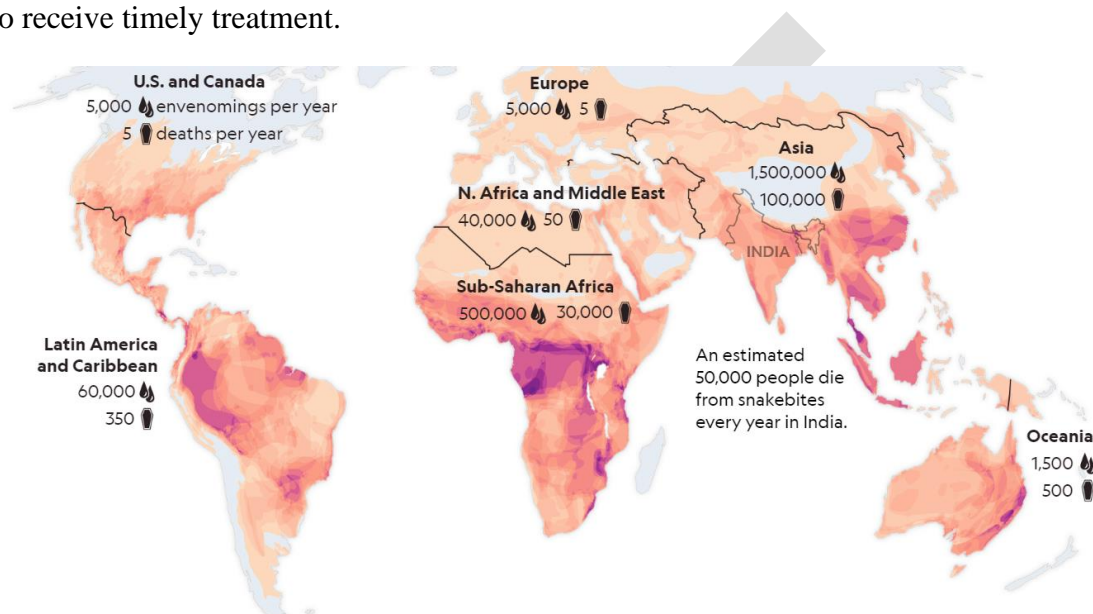 o receive timely treatment.
U.S. and Canada
5,000 envenomings per year
5 deaths per year
Europe
5,000 5
Asia
1,500,000
100,000
N. Africa and Middle East
40,000 50
INDIA
Sub-Saharan Africa
500,000 30,000
Latin America
and Caribbean
60,000
350
An estimated
50,000 people die
from snakebites
every year in India.
Oceania
1,500
500